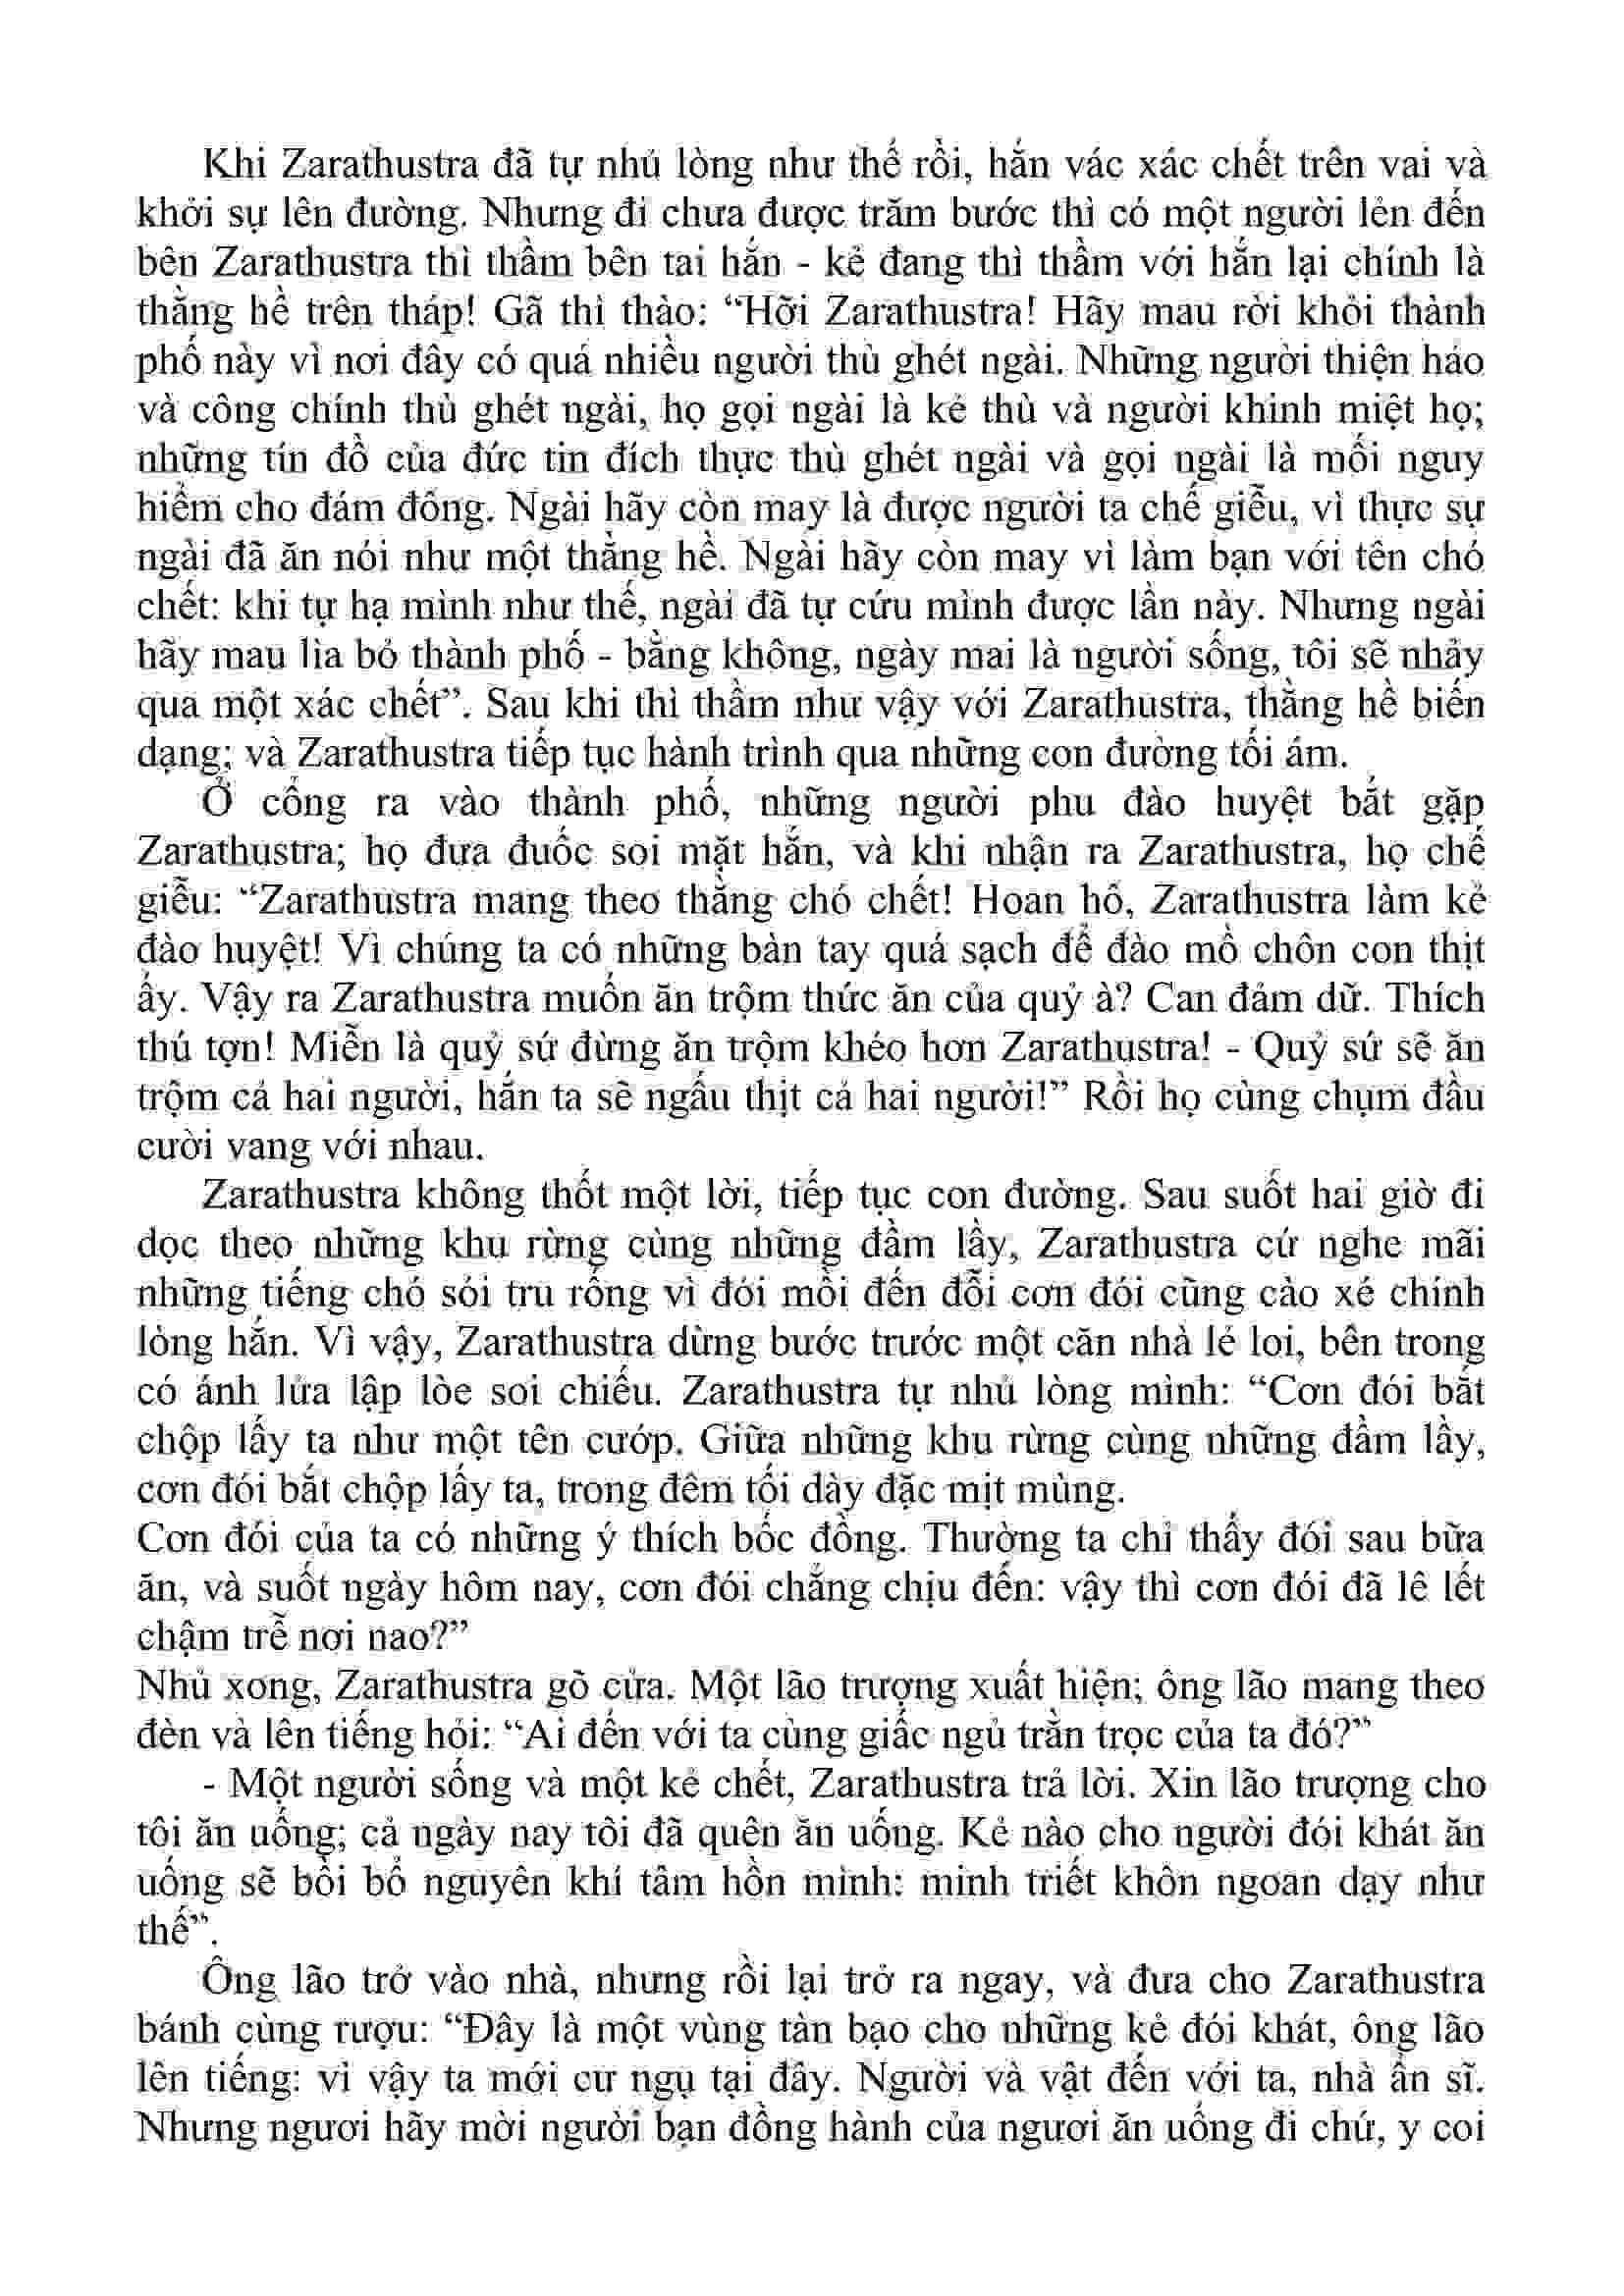 Khi Zarathustra đã tự nhủ lòng như thế rồi, hắn vác xác chết trên vai và
khởi sự lên đường. Nhưng đi chưa được trăm bước thì có một người lẻn đến
bên Zarathustra thì thầm bên tai hắn - kẻ đang thì thầm với hắn lại chính là
thằng hề trên tháp! Gã thì thào: “Hỡi Zarathustra! Hãy mau rời khỏi thành
phố này vì nơi đây có quá nhiều người thù ghét ngài. Những người thiện hảo
và công chính thù ghét ngài, họ gọi ngài là kẻ thù và người khinh miệt họ;
những tín đồ của đức tin đích thực thù ghét ngài và gọi ngài là mối nguy
hiểm cho đám đông. Ngài hãy còn may là được người ta chế giễu, vì thực sự
ngài đã ăn nói như một thằng hề. Ngài hãy còn may vì làm bạn với tên chó
chết: khi tự hạ mình như thế, ngài đã tự cứu mình được lần này. Nhưng ngài
hãy mau lìa bỏ thành phố - bằng không, ngày mai là người sống, tôi sẽ nhảy
qua một xác chết”. Sau khi thì thầm như vậy với Zarathustra, thằng hề biến
dạng; và Zarathustra tiếp tục hành trình qua những con đường tối ám.
Ở cổng ra vào thành phố, những người phu đào huyệt bắt gặp
Zarathustra; họ đưa đuốc soi mặt hắn, và khi nhận ra Zarathustra, họ chế
giễu: “Zarathustra mang theo thằng chó chết! Hoan hô, Zarathustra làm kẻ
đào huyệt! Vì chúng ta có những bàn tay quá sạch để đào mồ chôn con thịt
ấy. Vậy ra Zarathustra muốn ăn trộm thức ăn của quỷ à? Can đảm dữ. Thích
thú tợn! Miễn là quỷ sứ đừng ăn trộm khéo hơn Zarathustra! - Quỷ sứ sẽ ăn
trộm cả hai người, hắn ta sẽ ngấu thịt cả hai người!” Rồi họ cùng chụm đầu
cười vang với nhau.
Zarathustra không thốt một lời, tiếp tục con đường. Sau suốt hai giờ đi
dọc theo những khu rừng cùng những đầm lầy, Zarathustra cứ nghe mãi
những tiếng chó sói tru rống vì đói mồi đến đỗi cơn đói cũng cào xé chính
lòng hắn. Vì vậy, Zarathustra dừng bước trước một căn nhà lẻ loi, bên trong
có ánh lửa lập lòe soi chiếu. Zarathustra tự nhủ lòng mình: “Cơn đói bắt
chộp lấy ta như một tên cướp. Giữa những khu rừng cùng những đầm lầy,
cơn đói bắt chộp lấy ta, trong đêm tối dày đặc mịt mùng.
Cơn đói của ta có những ý thích bốc đồng. Thường ta chỉ thấy đói sau bữa
ăn, và suốt ngày hôm nay, cơn đói chẳng chịu đến: vậy thì cơn đói đã lê lết
chậm trễ nơi nao?”
Nhủ xong, Zarathustra gõ cửa. Một lão trượng xuất hiện; ông lão mang theo
đèn và lên tiếng hỏi: “Ai đến với ta cùng giấc ngủ trằn trọc của ta đó?”
- Một người sống và một kẻ chết, Zarathustra trả lời. Xin lão trượng cho
tôi ăn uống; cả ngày nay tôi đã quên ăn uống. Kẻ nào cho người đói khát ăn
uống sẽ bồi bổ nguyên khí tâm hồn mình: minh triết khôn ngoan dạy như
thế”.
Ông lão trở vào nhà, nhưng rồi lại trở ra ngay, và đưa cho Zarathustra
bánh cùng rượu: “Đây là một vùng tàn bạo cho những kẻ đói khát, ông lão
lên tiếng: vì vậy ta mới cư ngụ tại đây. Người và vật đến với ta, nhà ẩn sĩ.
Nhưng ngươi hãy mời người bạn đồng hành của ngươi ăn uống đi chứ, y coi